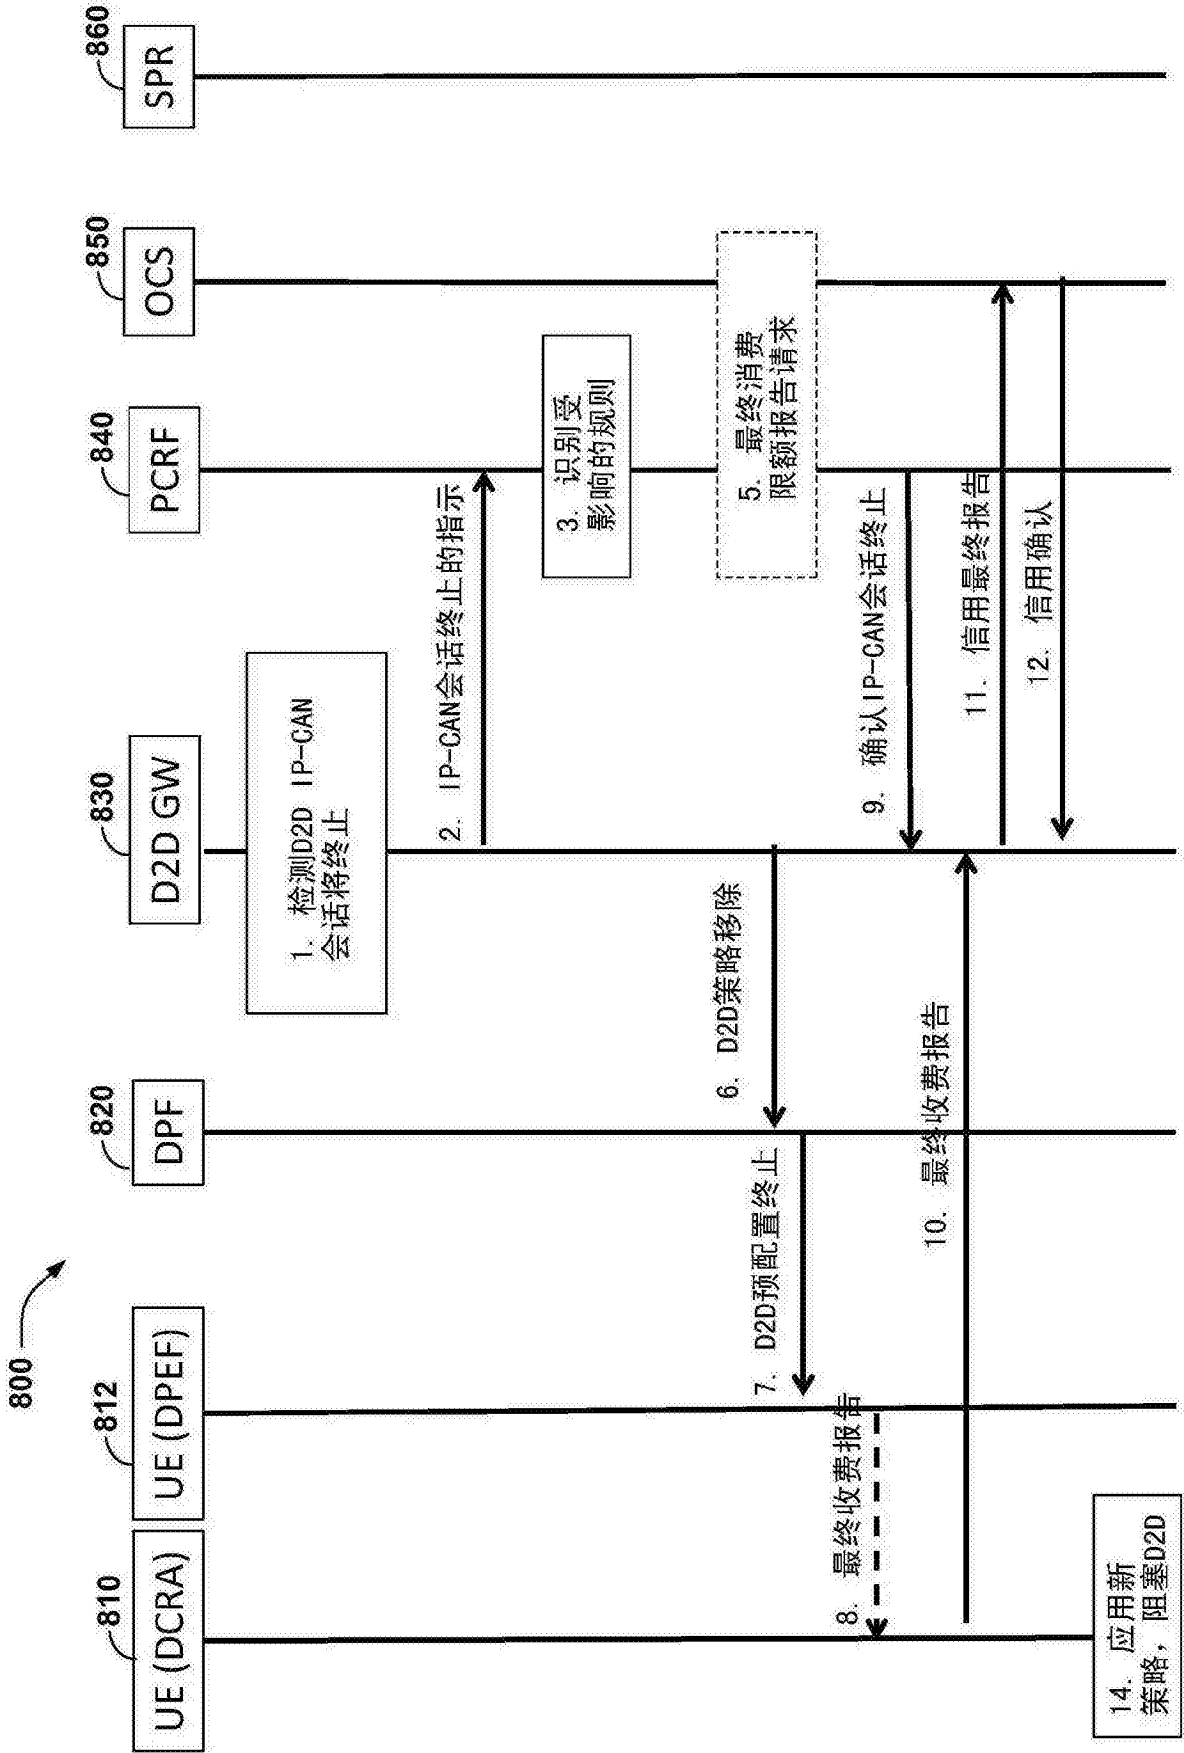 800
810
UE (DCRA)
812
UE (DPEF)
820
DPF
830
D2D GW
840
PCRF
850
OCS
860
SPR
1. 检测D2D IP-CAN
会话将终止
2. IP-CAN会话终止的指示
3. 识别受
影响的规则
5. 最终消费
限额报告请求
6. D2D策略移除
7. D2D预配置终止
8. 最终收费报告
9. 确认IP-CAN会话终止
10. 最终收费报告
11. 信用最终报告
12. 信用确认
14. 应用新
策略，阻塞D2D